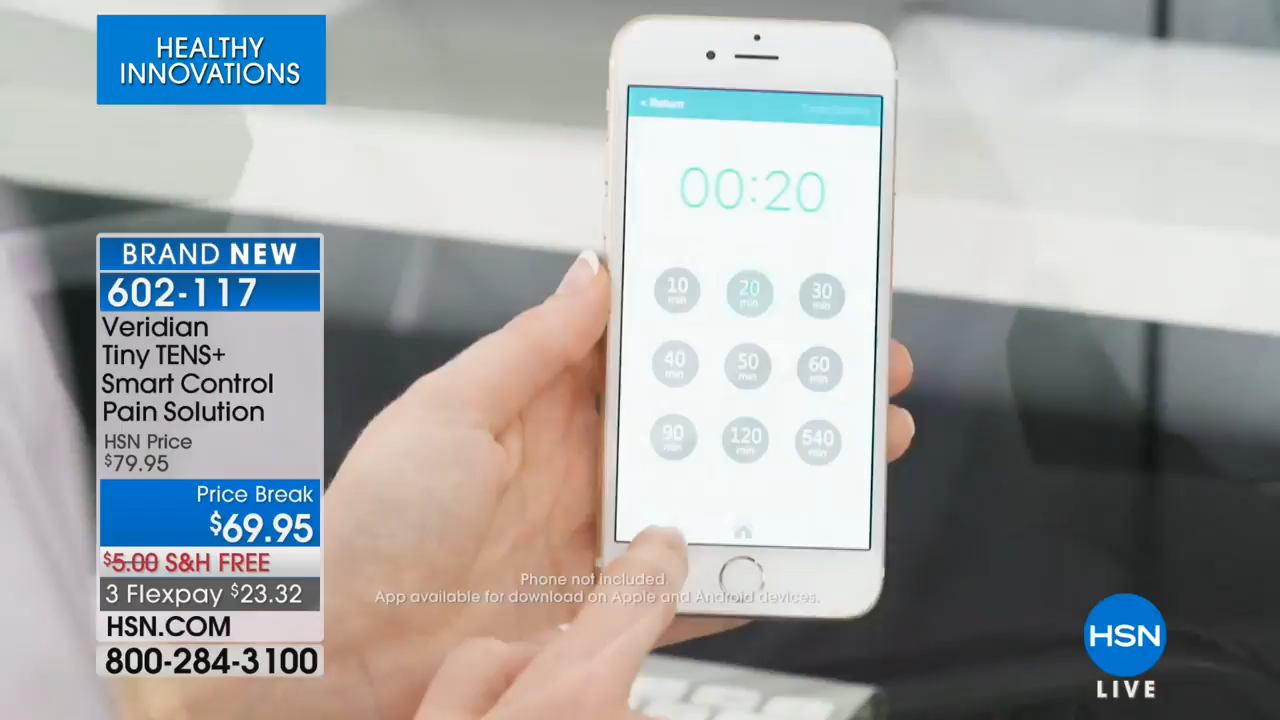 HEALTHY
INNOVATIONS
BRAND NEW
602-117
Veridian
Tiny TENS+
Smart Control
Pain Solution
HSN Price
$79.95
Price Break
$69.95
$5.00 S&H FREE
3 Flexpay $23.32
HSN.COM
800-284-3100
< Return
00:20
10 min
20 min
30 min
40 min
50 min
60 min
90 min
120 min
540 min
Phone not included.
App available for download on Apple and Android devices.
HSN
LIVE